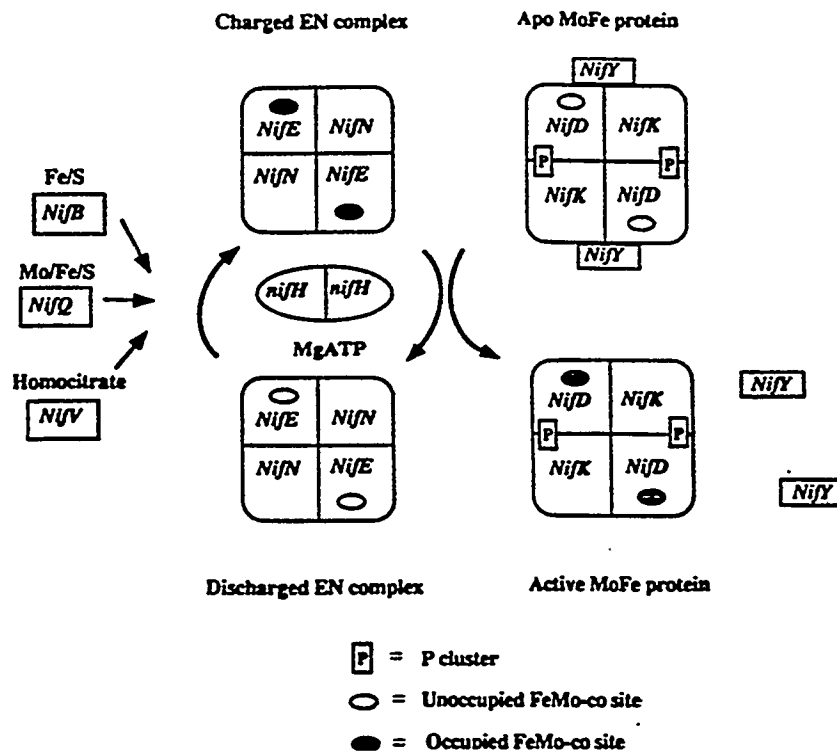 Charged EN complex
Apo MoFe protein
NifY
NifE NifN
NifN NifE
NifD NifK
P P
NifK NifD
NifY
Fe/S
NifB
Mo/Fe/S
NifQ
Homocitrate
NifV
nifH nifH
MgATP
NifE NifN
NifN NifE
NifD NifK
P P
NifK NifD
NifY
NifY
Discharged EN complex
Active MoFe protein
P = P cluster
= Unoccupied FeMo-co site
= Occupied FeMo-co site